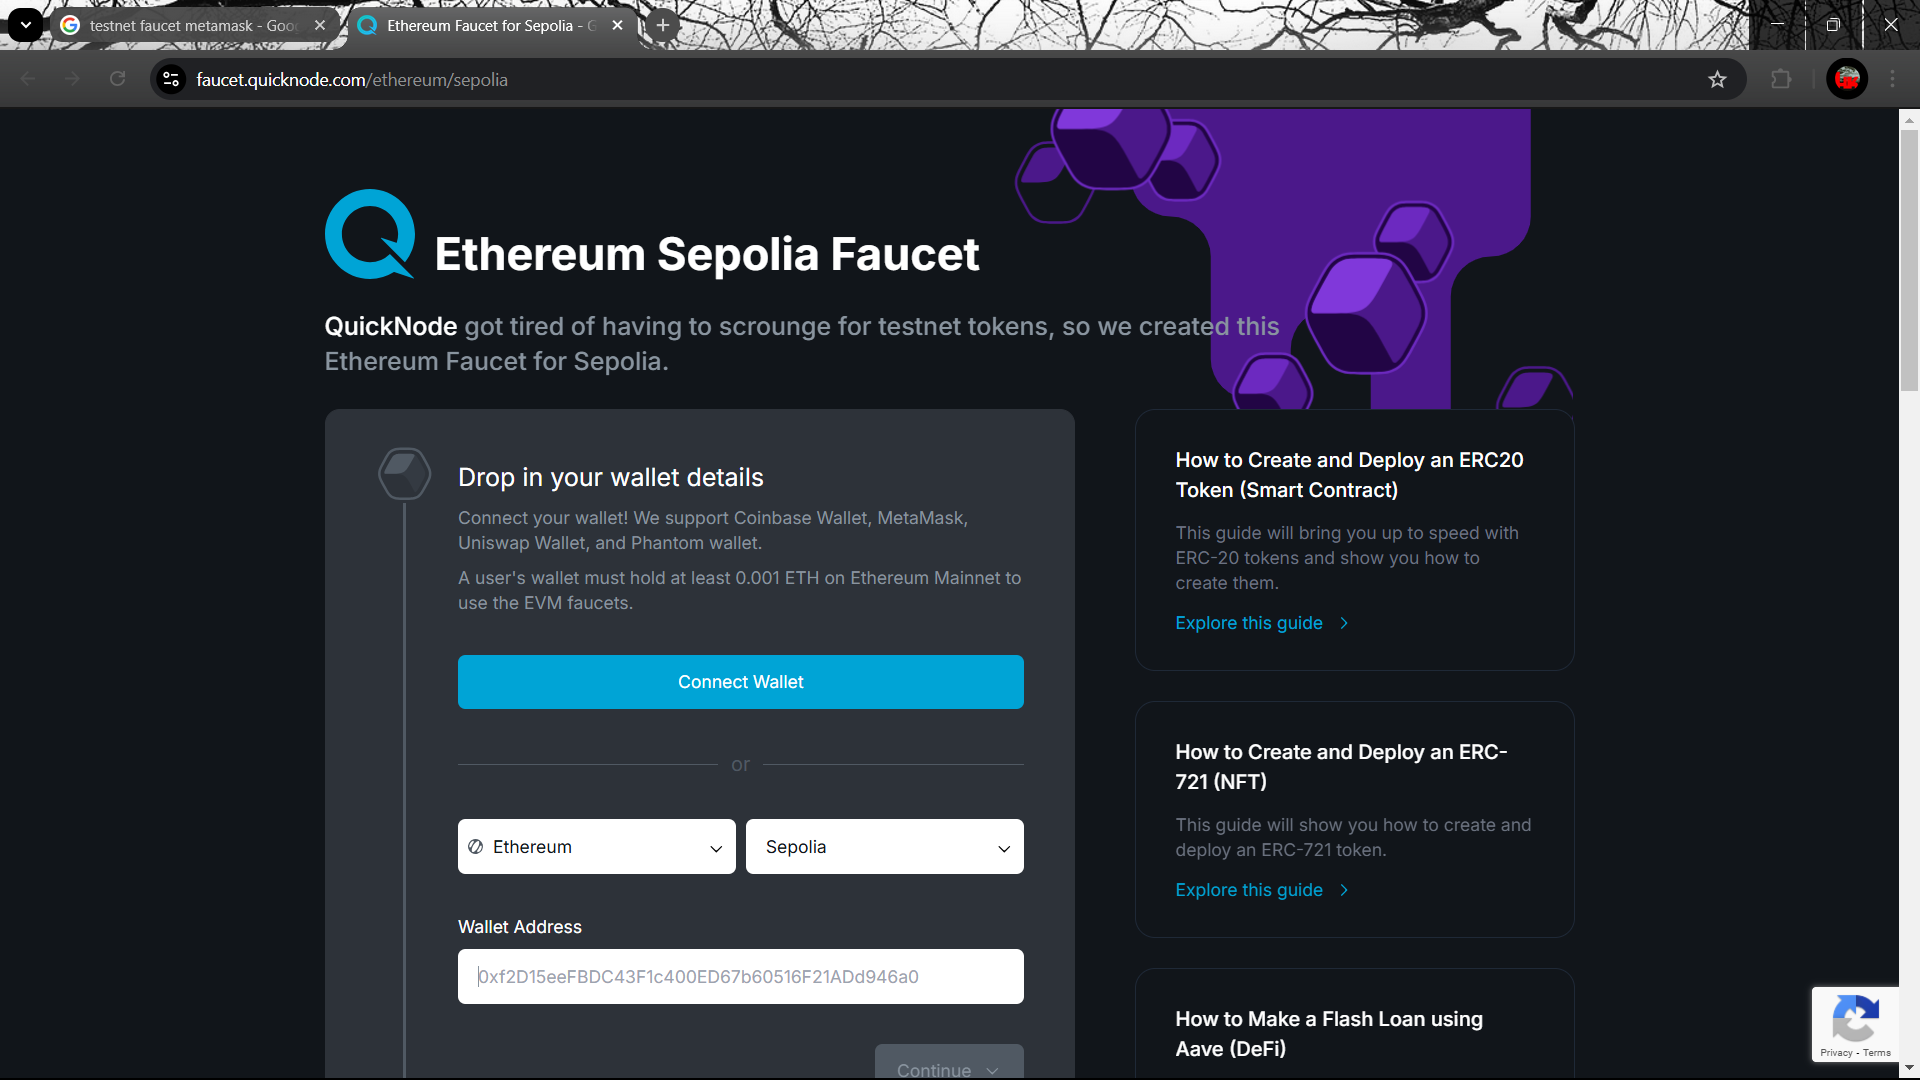 testnet faucet metamask - Goo
Ethereum Faucet for Sepolia - G
faucet.quicknode.com/ethereum/sepolia
Ethereum Sepolia Faucet
QuickNode got tired of having to scrounge for testnet tokens, so we created this
Ethereum Faucet for Sepolia.
Drop in your wallet details
Connect your wallet! We support Coinbase Wallet, MetaMask,
Uniswap Wallet, and Phantom wallet.
A user's wallet must hold at least 0.001 ETH on Ethereum Mainnet to
use the EVM faucets.
Connect Wallet
or
Ethereum
Sepolia
Wallet Address
0xf2D15eeFBDC43F1c400ED67b60516F21ADd946a0
Continue
How to Create and Deploy an ERC20
Token (Smart Contract)
This guide will bring you up to speed with
ERC-20 tokens and show you how to
create them.
Explore this guide
How to Create and Deploy an ERC-
721 (NFT)
This guide will show you how to create and
deploy an ERC-721 token.
Explore this guide
How to Make a Flash Loan using
Aave (DeFi)
Privacy - Terms